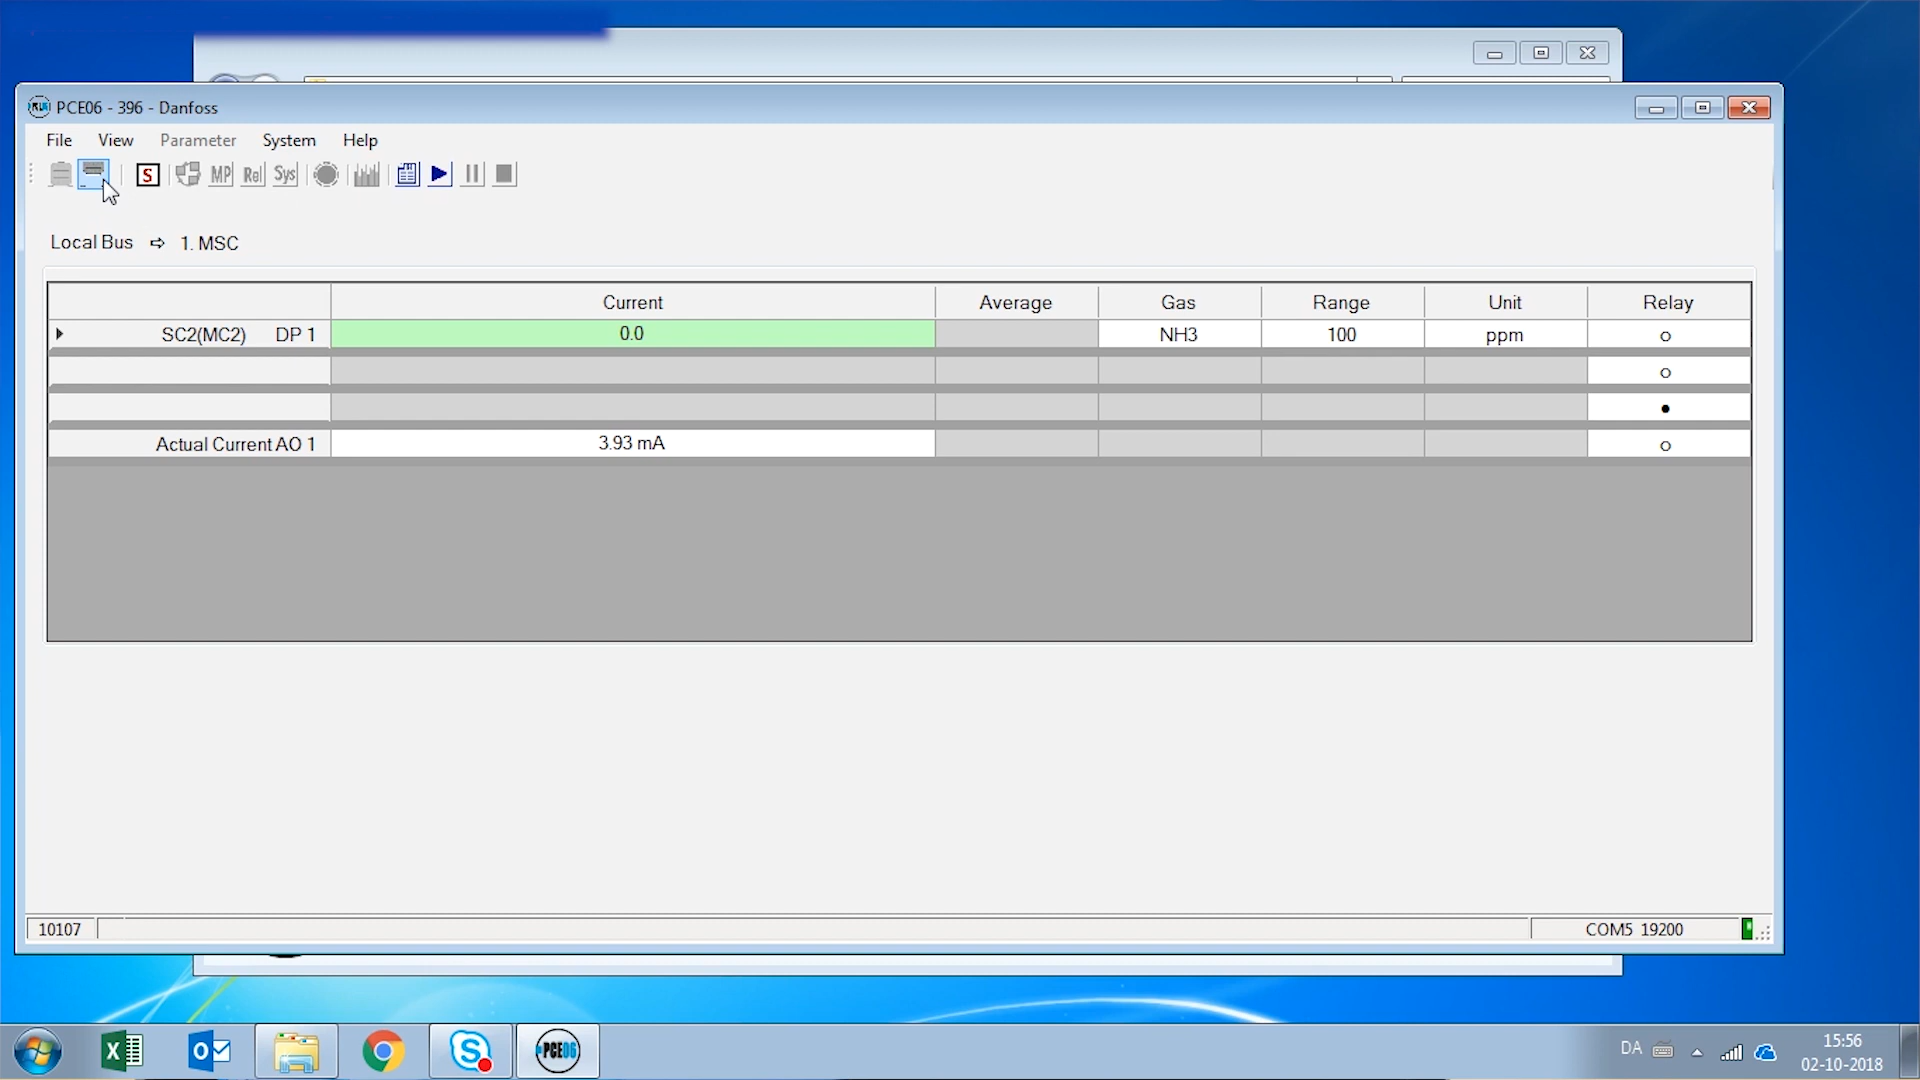 PCE06 - 396 - Danfoss
File View Parameter System Help
S MP Rel Sys
Local Bus ⇨ 1. MSC
Current Average Gas Range Unit Relay
SC2(MC2) DP 1 0.0 NH3 100 ppm
Actual Current AO 1 3.93 mA
10107 COM5 19200
PCE06
DA 15:56
02-10-2018